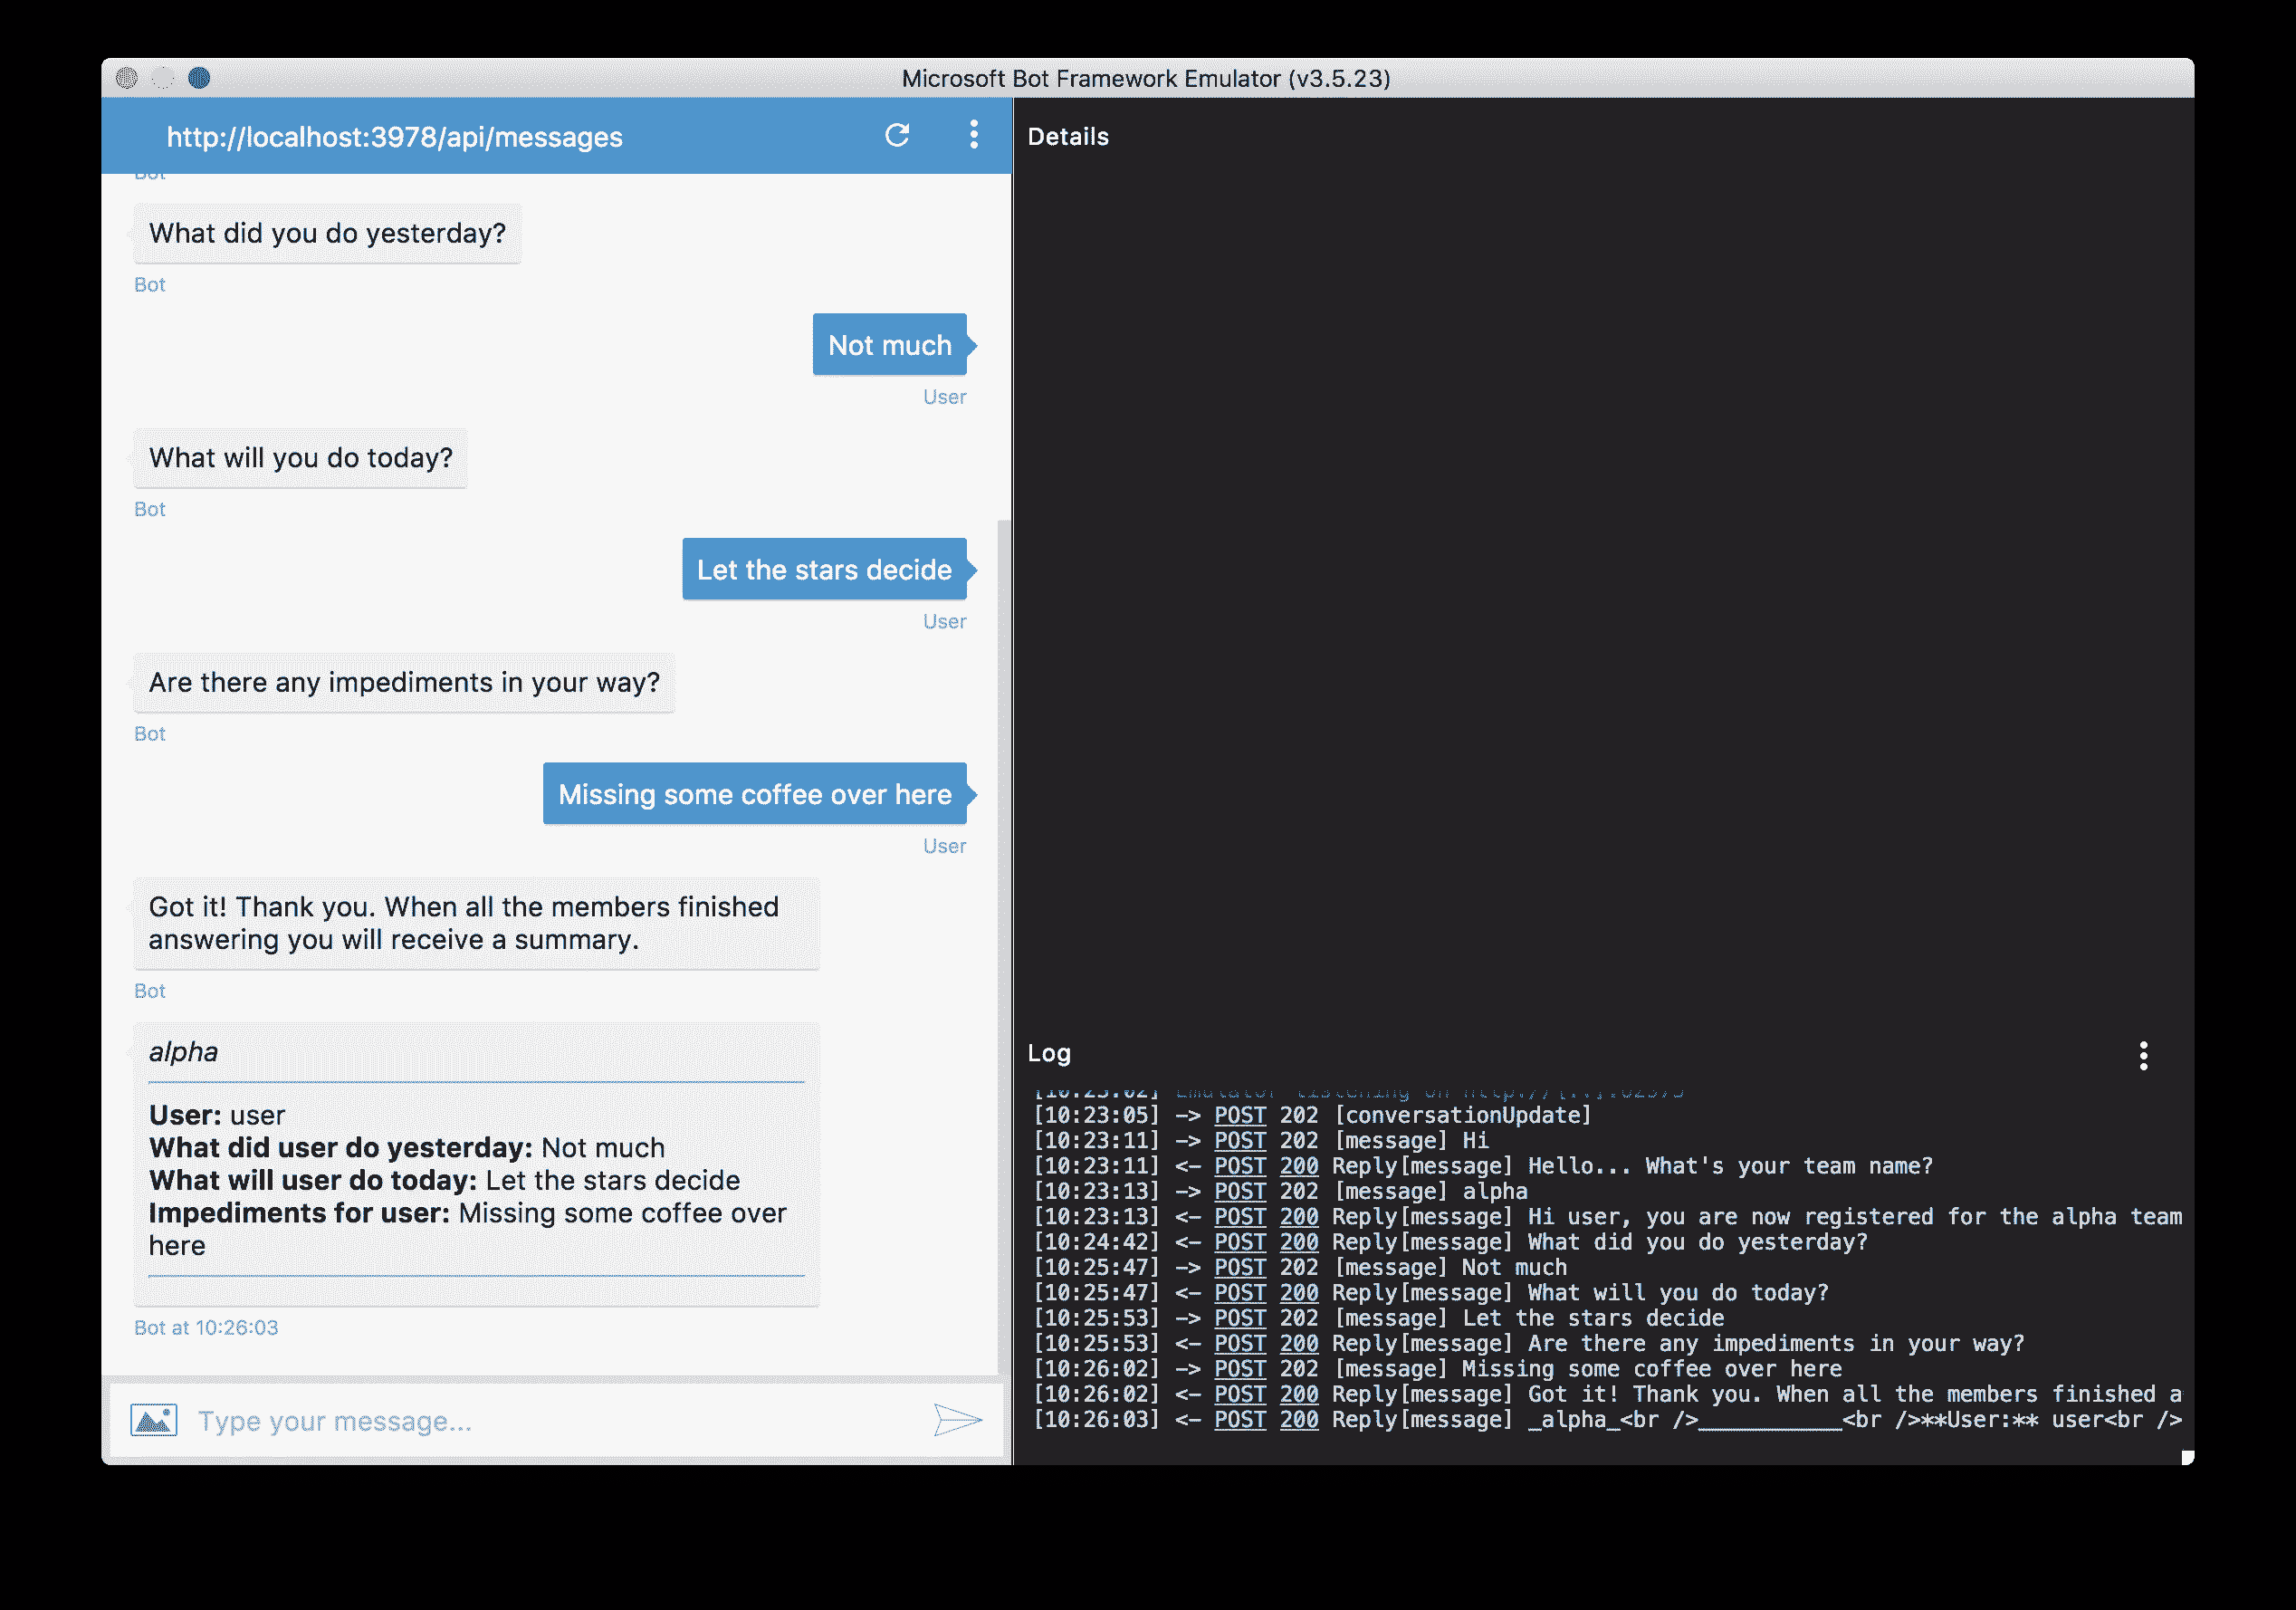 Microsoft Bot Framework Emulator (v3.5.23)
http://localhost:3978/api/messages
Bot
What did you do yesterday?
Bot
Not much
User
What will you do today?
Bot
Let the stars decide
User
Are there any impediments in your way?
Bot
Missing some coffee over here
User
Got it! Thank you. When all the members finished
answering you will receive a summary.
Bot
alpha
User: user
What did user do yesterday: Not much
What will user do today: Let the stars decide
Impediments for user: Missing some coffee over
here
Bot at 10:26:03
Type your message...
Details
Log
[10:23:02] Emulator listening on
[10:23:05] -> POST 202 [conversationUpdate]
[10:23:11] -> POST 202 [message] Hi
[10:23:11] <- POST 200 Reply[message] Hello... What's your team name?
[10:23:13] -> POST 202 [message] alpha
[10:23:13] <- POST 200 Reply[message] Hi user, you are now registered for the alpha team
[10:24:42] <- POST 200 Reply[message] What did you do yesterday?
[10:25:47] -> POST 202 [message] Not much
[10:25:47] <- POST 200 Reply[message] What will you do today?
[10:25:53] -> POST 202 [message] Let the stars decide
[10:25:53] <- POST 200 Reply[message] Are there any impediments in your way?
[10:26:02] -> POST 202 [message] Missing some coffee over here
[10:26:02] <- POST 200 Reply[message] Got it! Thank you. When all the members finished a
[10:26:03] <- POST 200 Reply[message] _alpha_<br />___________<br />**User:** user<br />